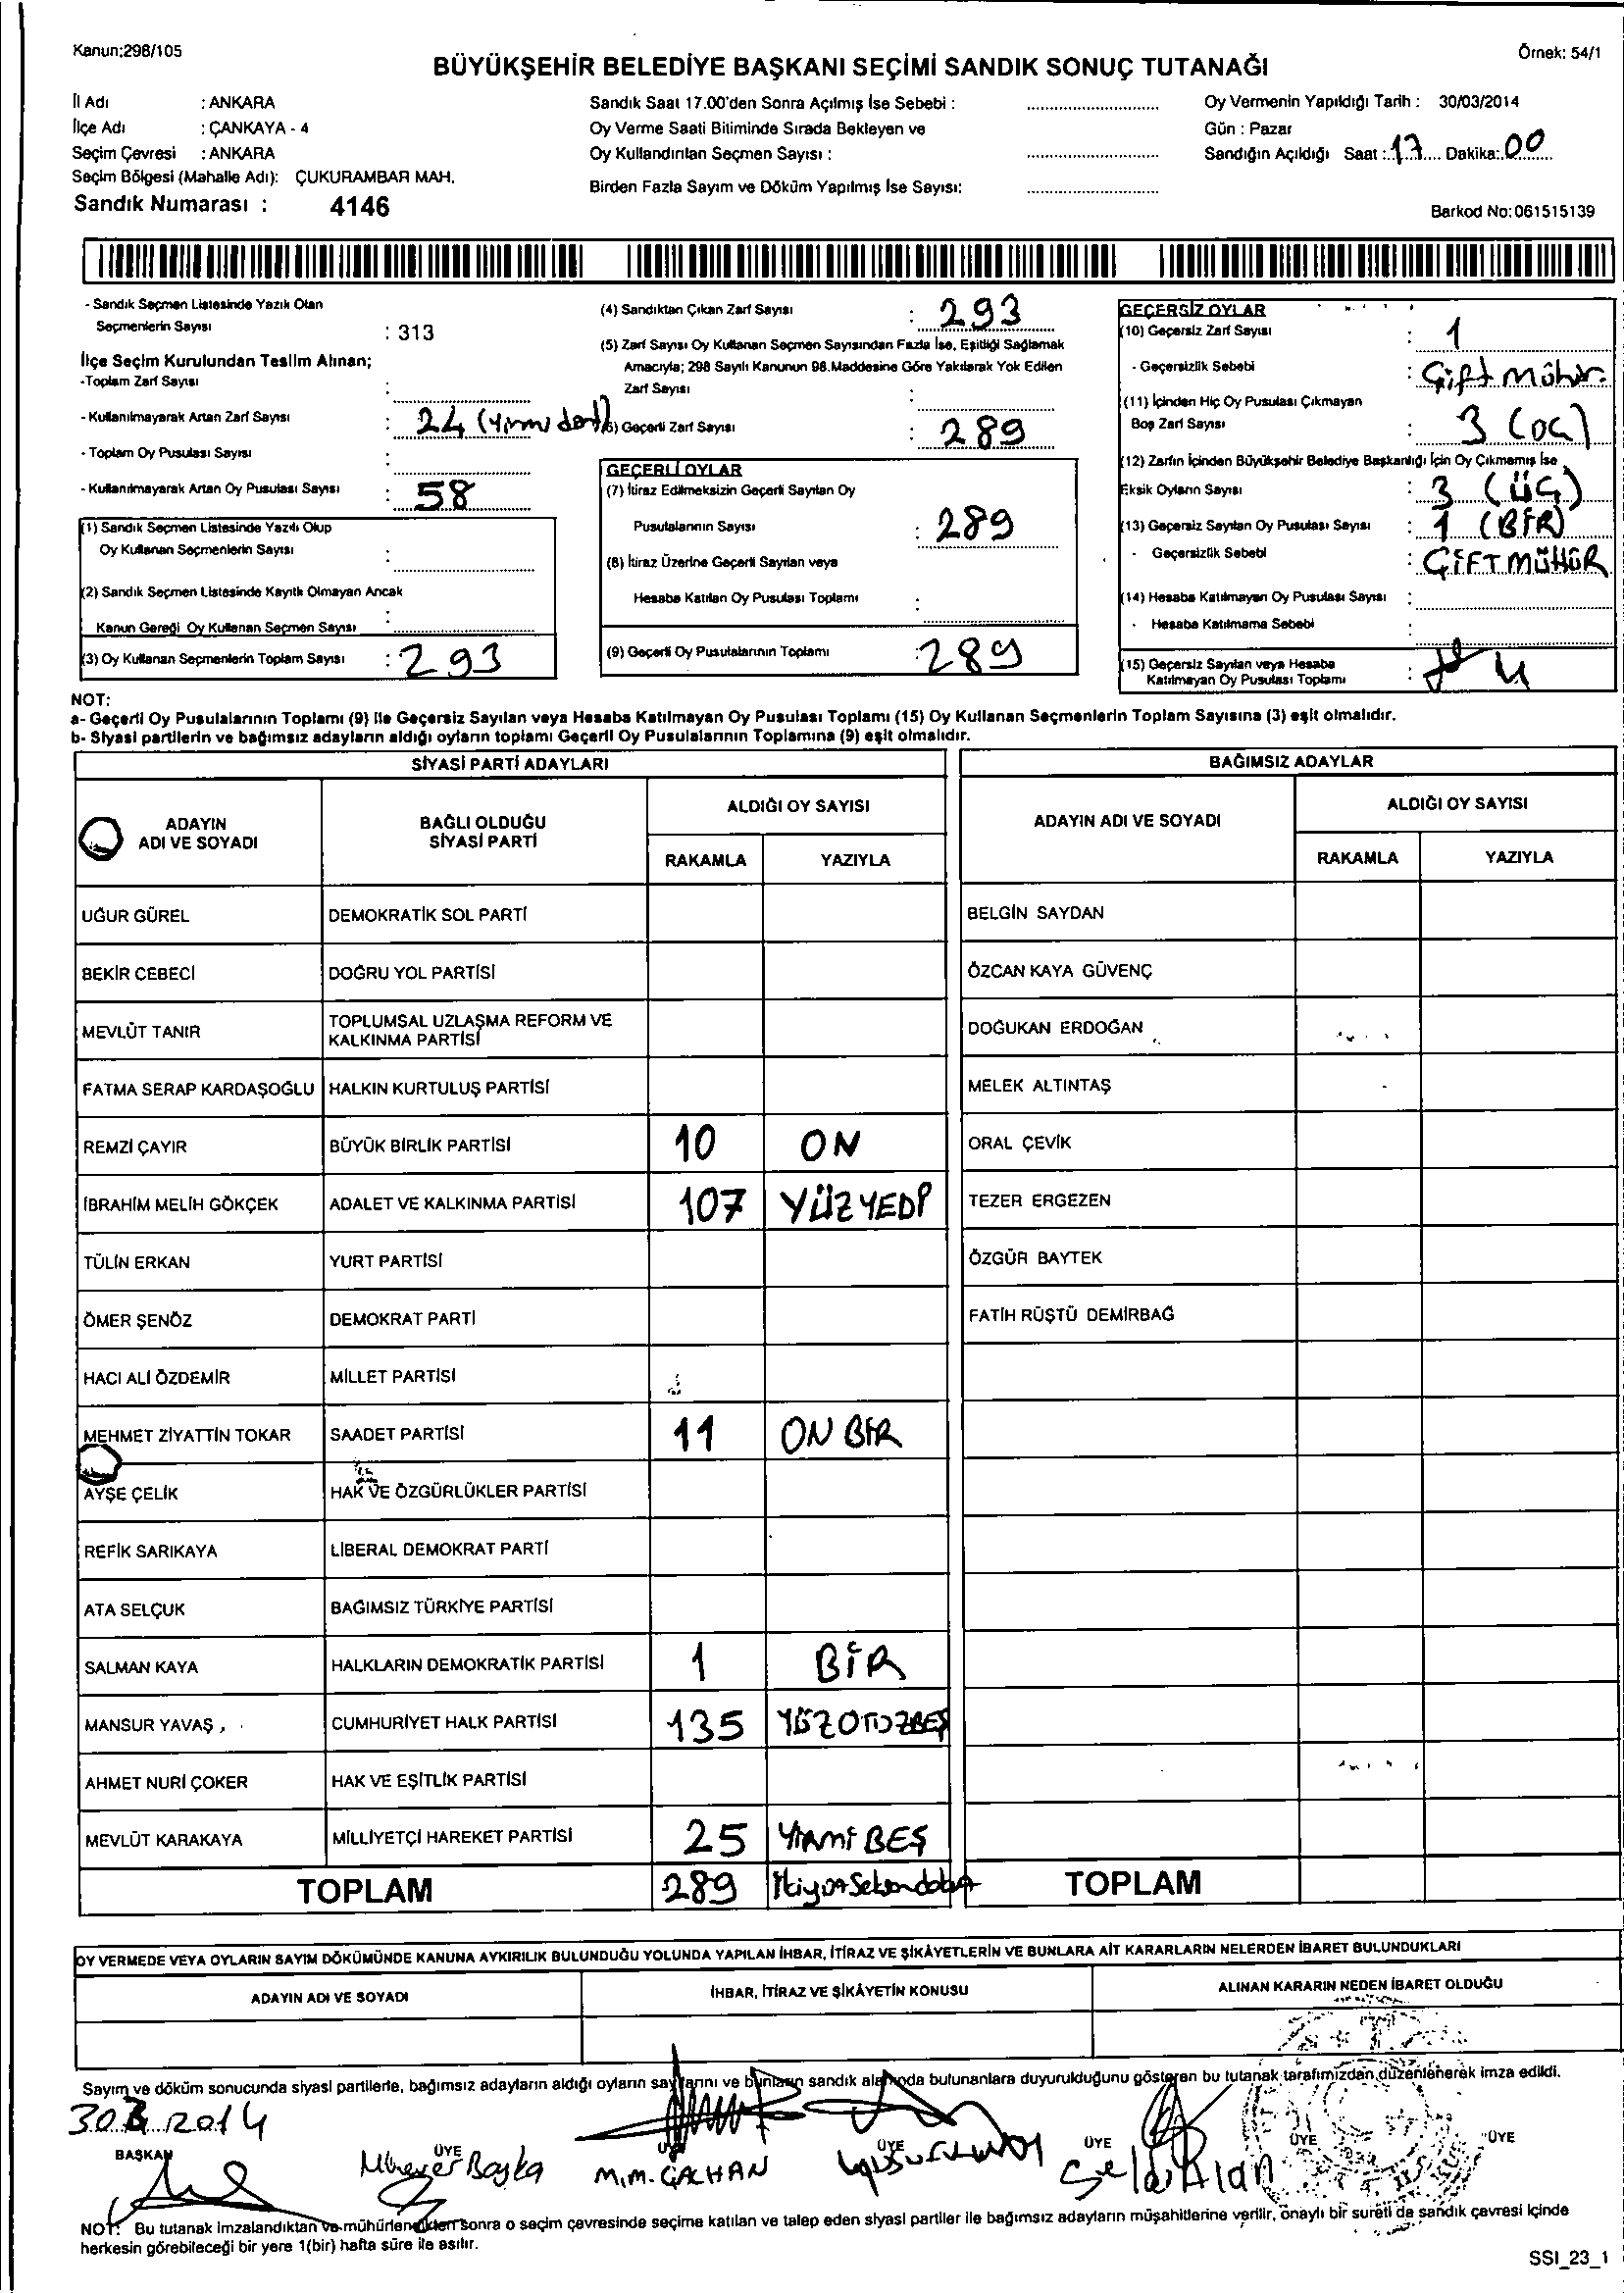 Kanun:298/105
Örnek: 54/1
BÜYÜKŞEHİR BELEDİYE BAŞKANI SEÇİMİ SANDIK SONUÇ TUTANAĞI
İl Adı : ANKARA
İlçe Adı : ÇANKAYA - 4
Seçim Çevresi : ANKARA
Seçim Bölgesi (Mahalle Adı): ÇUKURAMBAR MAH.
Sandık Numarası : 4146
Sandık Saat 17.00'den Sonra Açılmış İse Sebebi :
Oy Verme Saati Bitiminde Sırada Bekleyen ve
Oy Kullandırılan Seçmen Sayısı :
Birden Fazla Sayım ve Döküm Yapılmış İse Sayısı:
Oy Vermenin Yapıldığı Tarih : 30/03/2014
Gün : Pazar
Sandığın Açıldığı Saat : 17 Dakika: 00
Barkod No: 061515139
- Sandık Seçmen Listesinde Yazılı Olan
Seçmenlerin Sayısı : 313
İlçe Seçim Kurulundan Teslim Alınan;
-Toplam Zarf Sayısı :
- Kullanılmayarak Artan Zarf Sayısı : 24 (yirmi dört)
- Toplam Oy Pusulası Sayısı :
- Kullanılmayarak Artan Oy Pusulası Sayısı : 58
(1) Sandık Seçmen Listesinde Yazılı Olup
Oy Kullanan Seçmenlerin Sayısı :
(2) Sandık Seçmen Listesinde Kayıtlı Olmayan Ancak
Kanun Gereği Oy Kullanan Seçmen Sayısı :
(3) Oy Kullanan Seçmenlerin Toplam Sayısı : 293
(4) Sandıktan Çıkan Zarf Sayısı : 293
(5) Zarf Sayısı Oy Kullanan Seçmen Sayısından Fazla İse, Eşitliği Sağlamak
Amacıyla; 298 Sayılı Kanunun 98.Maddesine Göre Yakılarak Yok Edilen
Zarf Sayısı :
(6) Geçerli Zarf Sayısı : 289
GEÇERLİ OYLAR
(7) İtiraz Edilmeksizin Geçerli Sayılan Oy
Pusulalarının Sayısı : 289
(8) İtiraz Üzerine Geçerli Sayılan veya
Hesaba Katılan Oy Pusulası Toplamı :
(9) Geçerli Oy Pusulalarının Toplamı : 289
GEÇERSİZ OYLAR
(10) Geçersiz Zarf Sayısı : 1
- Geçersizlik Sebebi : Çift mühür.
(11) İçinden Hiç Oy Pusulası Çıkmayan
Boş Zarf Sayısı : 3 (üç)
(12) Zarfın İçinden Büyükşehir Belediye Başkanlığı İçin Oy Çıkmamış İse
Eksik Oyların Sayısı : 3 (ÜÇ)
(13) Geçersiz Sayılan Oy Pusulası Sayısı : 1 (BİR)
- Geçersizlik Sebebi : ÇİFT MÜHÜR
(14) Hesaba Katılmayan Oy Pusulası Sayısı :
- Hesaba Katılmama Sebebi :
(15) Geçersiz Sayılan veya Hesaba
Katılmayan Oy Pusulası Toplamı : 4
NOT:
a- Geçerli Oy Pusulalarının Toplamı (9) ile Geçersiz Sayılan veya Hesaba Katılmayan Oy Pusulası Toplamı (15) Oy Kullanan Seçmenlerin Toplam Sayısına (3) eşit olmalıdır.
b- Siyasi partilerin ve bağımsız adayların aldığı oyların toplamı Geçerli Oy Pusulalarının Toplamına (9) eşit olmalıdır.
SİYASİ PARTİ ADAYLARI
ADAYIN ADI VE SOYADI
BAĞLI OLDUĞU SİYASİ PARTİ
ALDIĞI OY SAYISI
RAKAMLA YAZIYLA
UĞUR GÜREL DEMOKRATİK SOL PARTİ
BEKİR CEBECİ DOĞRU YOL PARTİSİ
MEVLÜT TANIR TOPLUMSAL UZLAŞMA REFORM VE KALKINMA PARTİSİ
FATMA SERAP KARDAŞOĞLU HALKIN KURTULUŞ PARTİSİ
REMZİ ÇAYIR BÜYÜK BİRLİK PARTİSİ 10 ON
İBRAHİM MELİH GÖKÇEK ADALET VE KALKINMA PARTİSİ 107 YÜZYEDİ
TÜLİN ERKAN YURT PARTİSİ
ÖMER ŞENÖZ DEMOKRAT PARTİ
HACI ALİ ÖZDEMİR MİLLET PARTİSİ
MEHMET ZİYATTİN TOKAR SAADET PARTİSİ 11 ON BİR
AYŞE ÇELİK HAK VE ÖZGÜRLÜKLER PARTİSİ
REFİK SARIKAYA LİBERAL DEMOKRAT PARTİ
ATA SELÇUK BAĞIMSIZ TÜRKİYE PARTİSİ
SALMAN KAYA HALKLARIN DEMOKRATİK PARTİSİ 1 BİR
MANSUR YAVAŞ CUMHURİYET HALK PARTİSİ 135 YÜZOTUZBEŞ
AHMET NURİ ÇOKER HAK VE EŞİTLİK PARTİSİ
MEVLÜT KARAKAYA MİLLİYETÇİ HAREKET PARTİSİ 25 YİRMİ BEŞ
TOPLAM 289 İkiyüzSeksendokuz
BAĞIMSIZ ADAYLAR
ADAYIN ADI VE SOYADI
ALDIĞI OY SAYISI
RAKAMLA YAZIYLA
BELGİN SAYDAN
ÖZCAN KAYA GÜVENÇ
DOĞUKAN ERDOĞAN
MELEK ALTINTAŞ
ORAL ÇEVİK
TEZER ERGEZEN
ÖZGÜR BAYTEK
FATİH RÜŞTÜ DEMİRBAĞ
TOPLAM
OY VERMEDE VEYA OYLARIN SAYIM DÖKÜMÜNDE KANUNA AYKIRILIK BULUNDUĞU YOLUNDA YAPILAN İHBAR, İTİRAZ VE ŞİKÂYETLERİN VE BUNLARA AİT KARARLARIN NELERDEN İBARET BULUNDUKLARI
ADAYIN ADI VE SOYADI
İHBAR, İTİRAZ VE ŞİKÂYETİN KONUSU
ALINAN KARARIN NEDEN İBARET OLDUĞU
Sayım ve döküm sonucunda siyasi partilerle, bağımsız adayların aldığı oyların sayılarını ve bunların sandık alanında bulunanlara duyurulduğunu gösteren bu tutanak tarafımızdan düzenlenerek imza edildi.
30.3.2014
BAŞKAN ÜYE ÜYE ÜYE ÜYE ÜYE ÜYE
NOT: Bu tutanak imzalandıktan ve mühürlendikten sonra o seçim çevresinde seçime katılan ve talep eden siyasi partiler ile bağımsız adayların müşahitlerine verilir, onaylı bir sureti de sandık çevresi içinde
herkesin görebileceği bir yere 1(bir) hafta süre ile asılır.
SSI_23_1